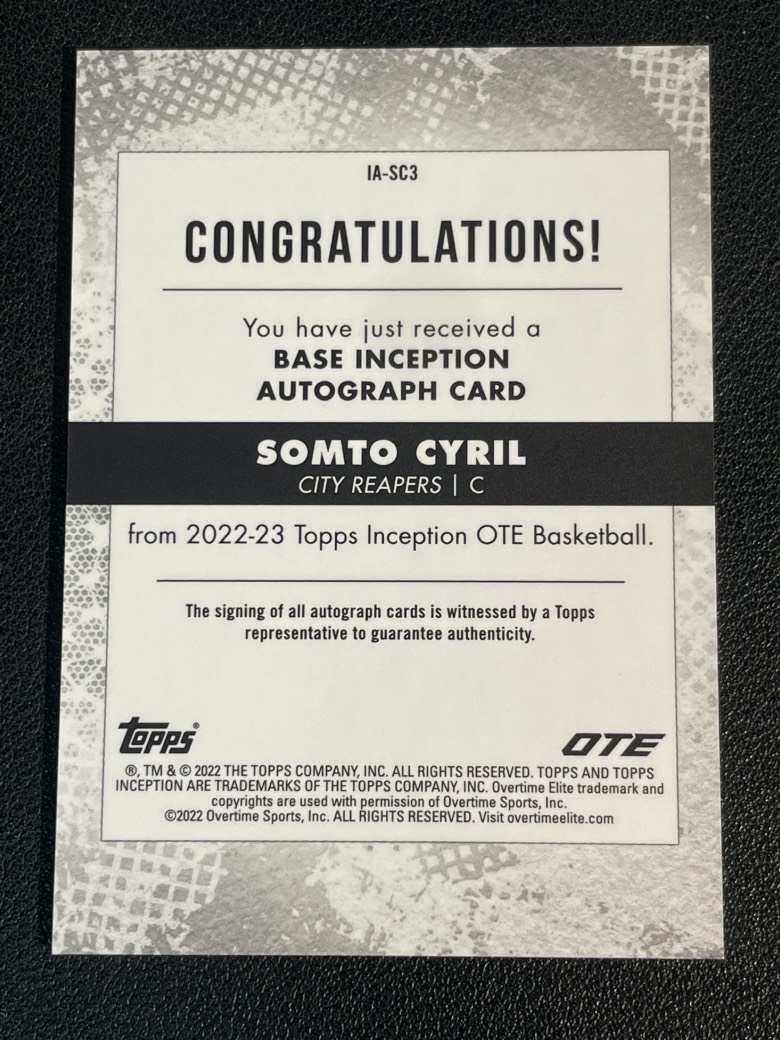 IA-SC3
CONGRATULATIONS!
You have just received a
BASE INCEPTION
AUTOGRAPH CARD
SOMTO CYRIL
CITY REAPERS | C
from 2022-23 Topps Inception OTE Basketball.
The signing of all autograph cards is witnessed by a Topps
representative to guarantee authenticity.
topps® OTE
®, TM & © 2022 THE TOPPS COMPANY, INC. ALL RIGHTS RESERVED. TOPPS AND TOPPS
INCEPTION ARE TRADEMARKS OF THE TOPPS COMPANY, INC. Overtime Elite trademark and
copyrights are used with permission of Overtime Sports, Inc.
©2022 Overtime Sports, Inc. ALL RIGHTS RESERVED. Visit overtimeelite.com